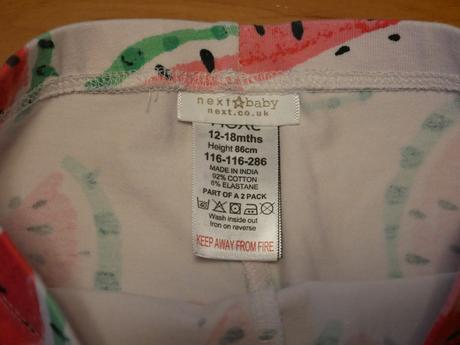 next baby
next.co.uk
12-18mths
Height 86cm
116-116-286
MADE IN INDIA
92% COTTON
8% ELASTANE
PART OF A 2 PACK
Wash inside out
Iron on reverse
KEEP AWAY FROM FIRE